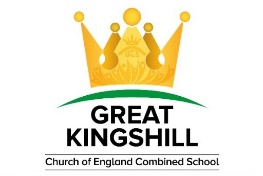 GREAT
KINGSHILL
Church of England Combined School